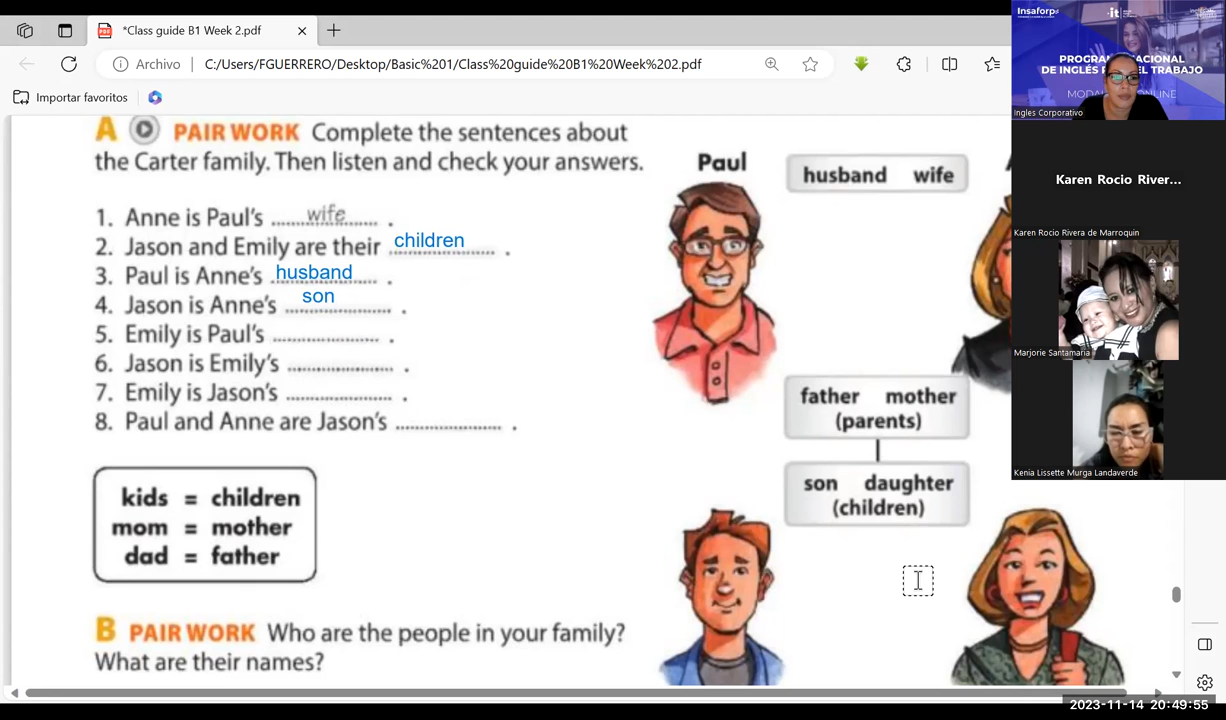 *Class guide B1 Week 2.pdf
Archivo
C:/Users/FGUERRERO/Desktop/Basic%201/Class%20guide%20B1%20Week%202.pdf
Importar favoritos
A PAIR WORK Complete the sentences about
the Carter family. Then listen and check your answers.
1. Anne is Paul's ....wife.... .
2. Jason and Emily are their children .
3. Paul is Anne's husband .
4. Jason is Anne's son .
5. Emily is Paul's .................... .
6. Jason is Emily's .................... .
7. Emily is Jason's .................... .
8. Paul and Anne are Jason's .................... .
kids = children
mom = mother
dad = father
B PAIR WORK Who are the people in your family?
What are their names?
Paul
husband wife
father mother
(parents)
son daughter
(children)
Insaforp
it
Ingles Corporativo
Karen Rocio River...
Karen Rocio Rivera de Marroquin
Marjorie Santamaria
Kenia Lissette Murga Landaverde
2023-11-14 20:49:55